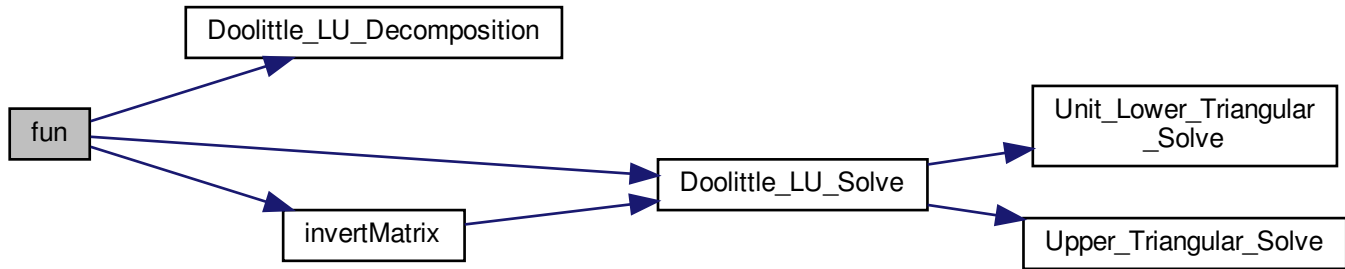 Doolittle_LU_Decomposition
fun
Unit_Lower_Triangular
_Solve
Doolittle_LU_Solve
invertMatrix
Upper_Triangular_Solve